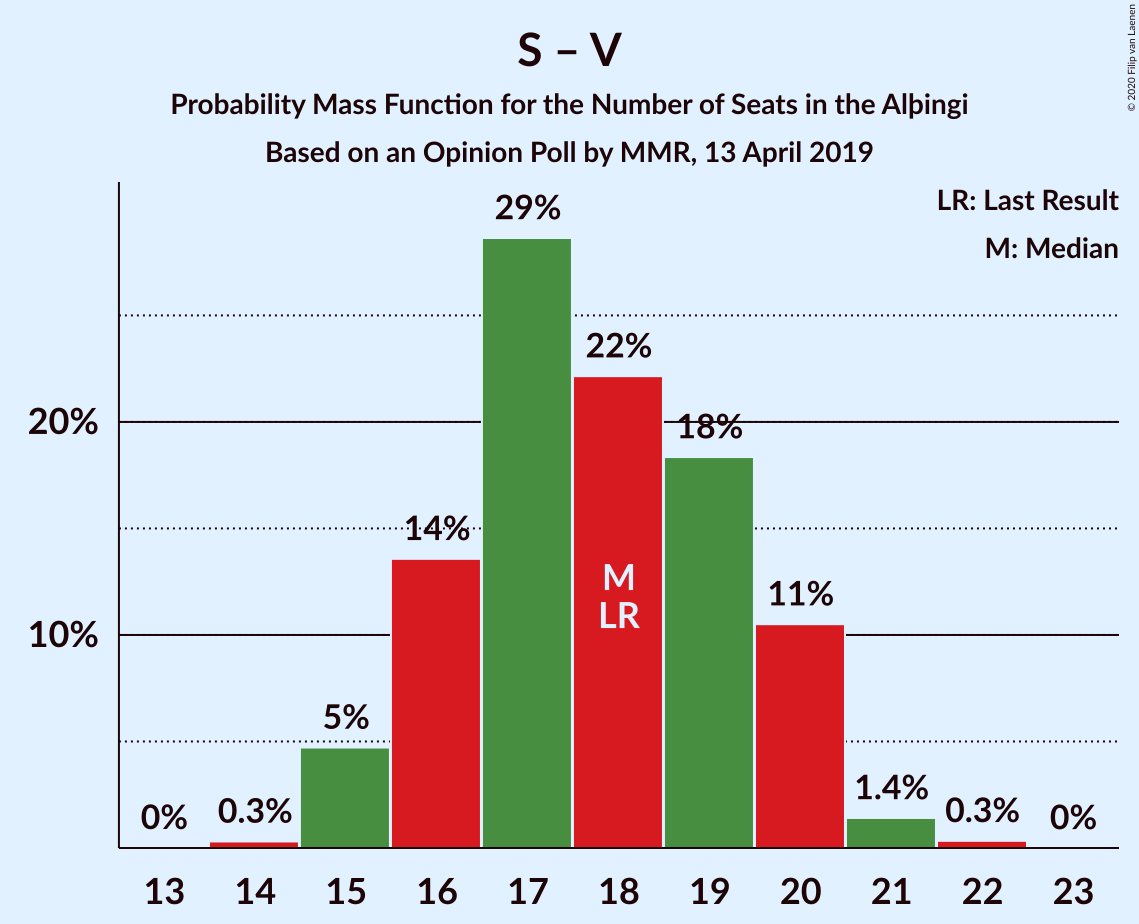 S – V
Probability Mass Function for the Number of Seats in the Alþingi
Based on an Opinion Poll by MMR, 13 April 2019
© 2020 Filip van Laenen
LR: Last Result
M: Median
29%
22%
20%
18%
14%
M
LR
11%
10%
5%
1.4%
0%
0.3%
0.3%
0%
13 14 15 16 17 18 19 20 21 22 23